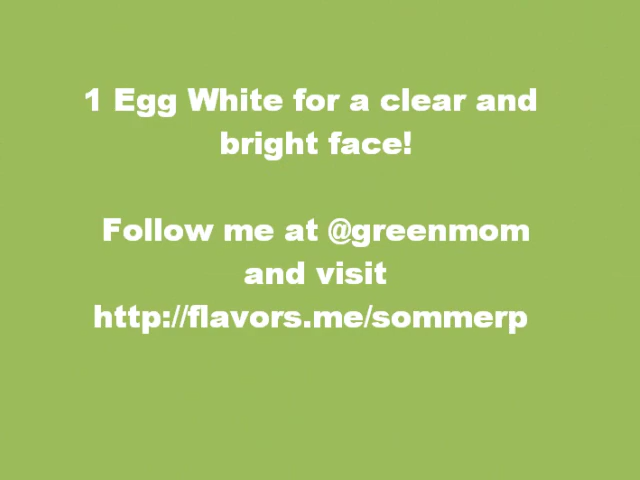 1 Egg White for a clear and
bright face!
Follow me at @greenmom
and visit
http://flavors.me/sommerp